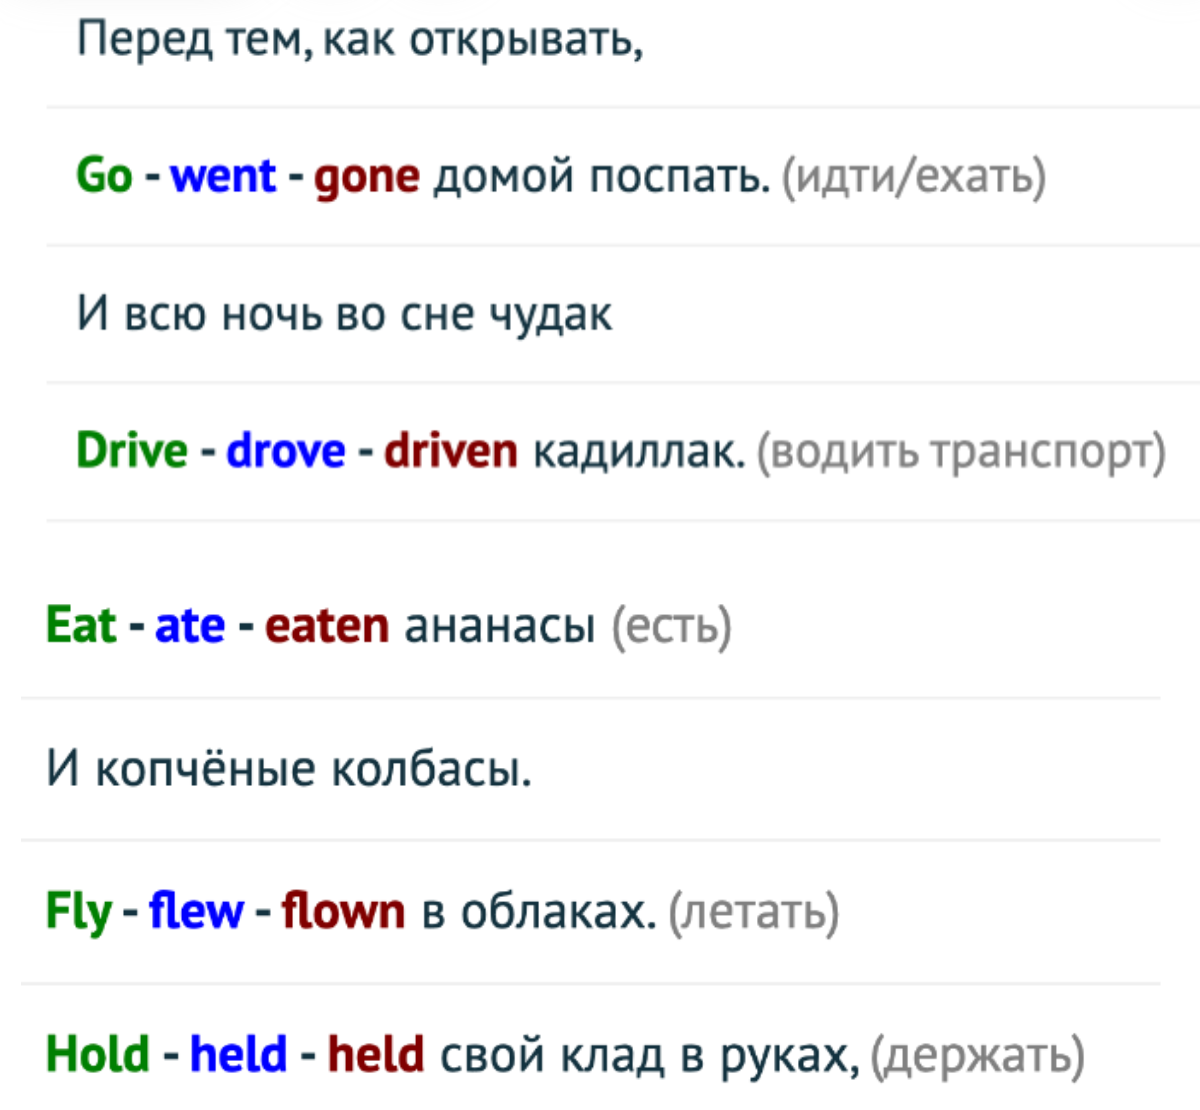 Перед тем, как открывать,
Go - went - gone домой поспать. (идти/ехать)
И всю ночь во сне чудак
Drive - drove - driven кадиллак. (водить транспорт)
Eat - ate - eaten ананасы (есть)
И копчёные колбасы.
Fly - flew - flown в облаках. (летать)
Hold - held - held свой клад в руках, (держать)